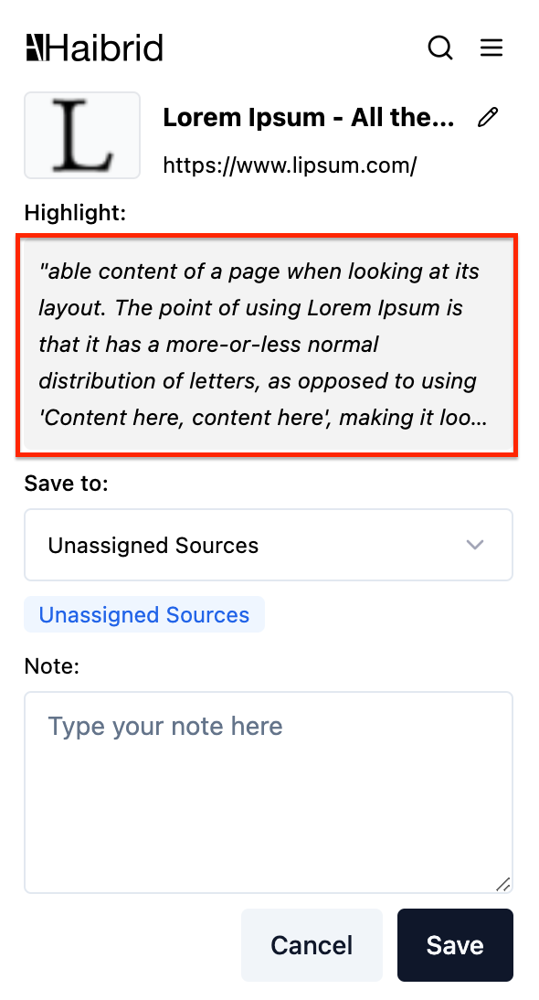 Haibrid
L
Lorem Ipsum - All the...
https://www.lipsum.com/
Highlight:
"able content of a page when looking at its
layout. The point of using Lorem Ipsum is
that it has a more-or-less normal
distribution of letters, as opposed to using
'Content here, content here', making it loo...
Save to:
Unassigned Sources
Unassigned Sources
Note:
Type your note here
Cancel
Save